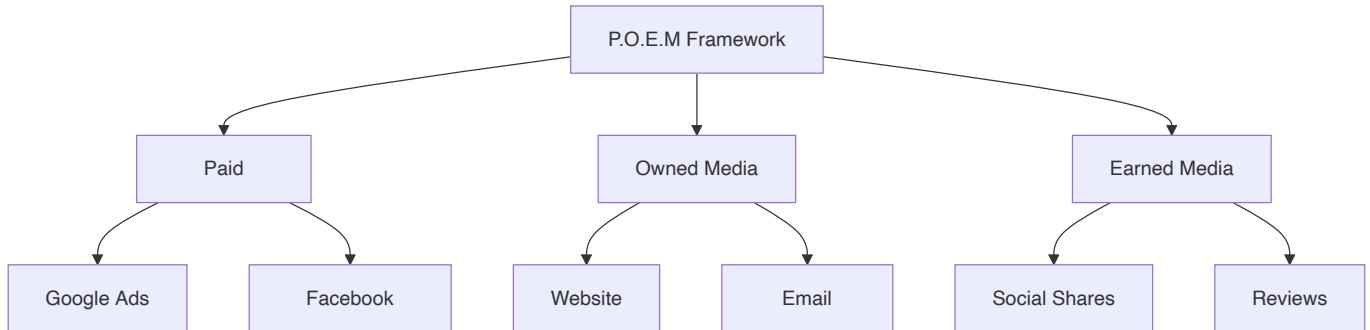 P.O.E.M Framework
Paid
Owned Media
Earned Media
Google Ads
Facebook
Website
Email
Social Shares
Reviews